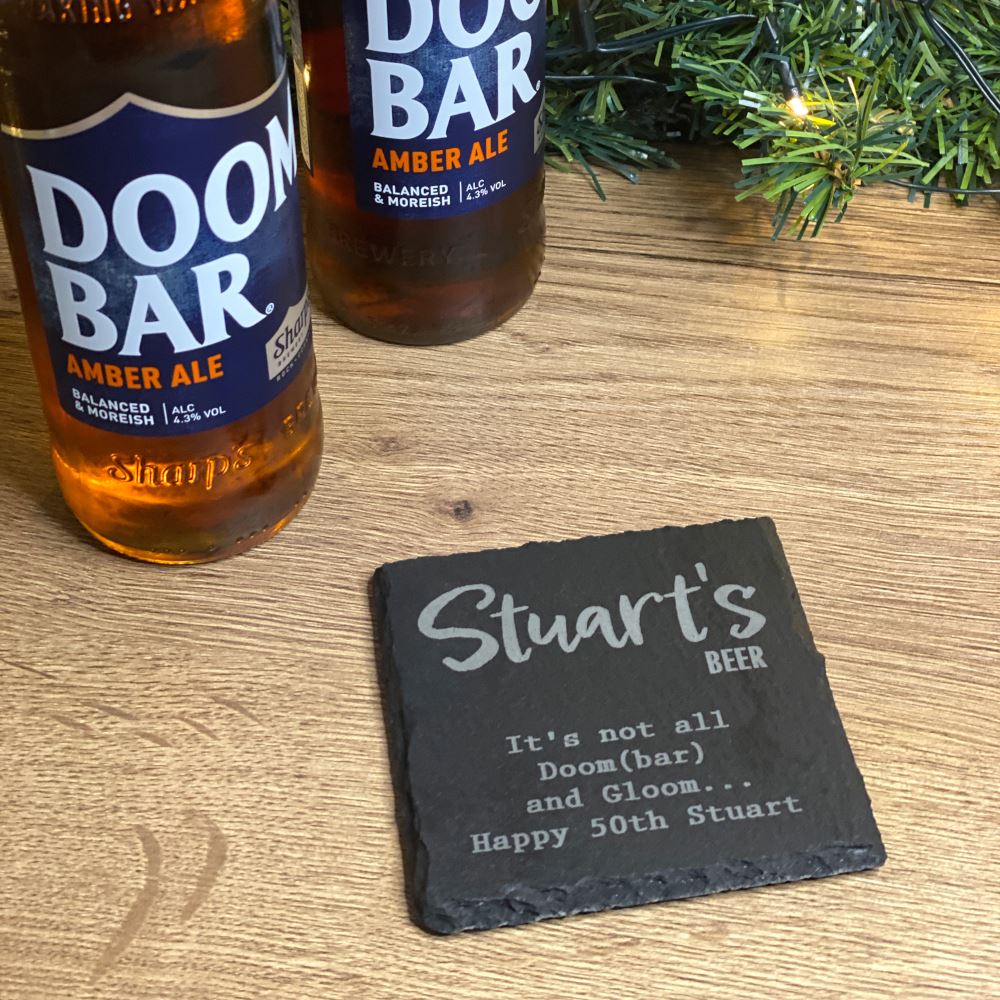 DOOM
BAR®
AMBER ALE
BALANCED
& MOREISH
ALC
4.3% VOL
Sharp's
BAR®
AMBER ALE
BALANCED
& MOREISH
ALC
4.3% VOL
BREWERY
Stuart's
BEER
It's not all
Doom(bar)
and Gloom...
Happy 50th Stuart